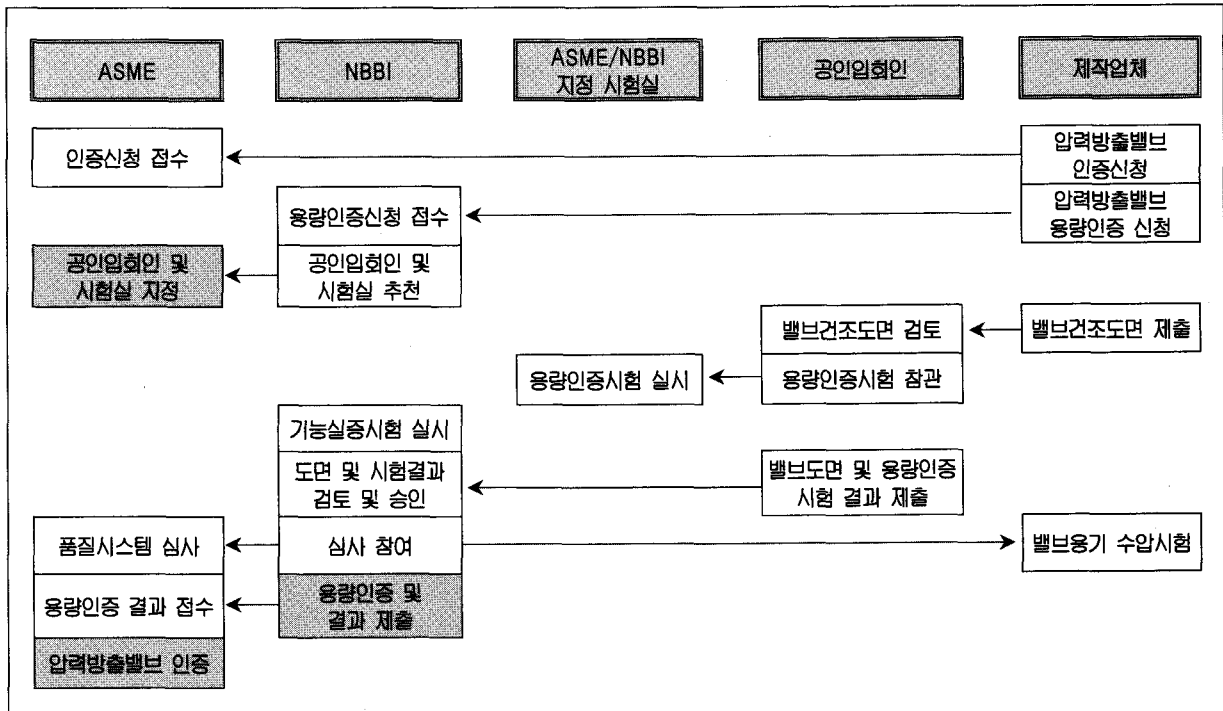 ASME
NBBI
ASME/NBBI
지정 시험실
공인입회인
제작업체
인증신청 접수
압력방출밸브
인증신청
용량인증신청 접수
압력방출밸브
용량인증 신청
공인입회인 및
시험실 지정
공인입회인 및
시험실 추천
밸브건조도면 검토
밸브건조도면 제출
용량인증시험 실시
용량인증시험 참관
기능실증시험 실시
도면 및 시험결과
검토 및 승인
밸브도면 및 용량인증
시험 결과 제출
품질시스템 심사
심사 참여
밸브용기 수압시험
용량인증 결과 접수
용량인증 및
결과 제출
압력방출밸브 인증